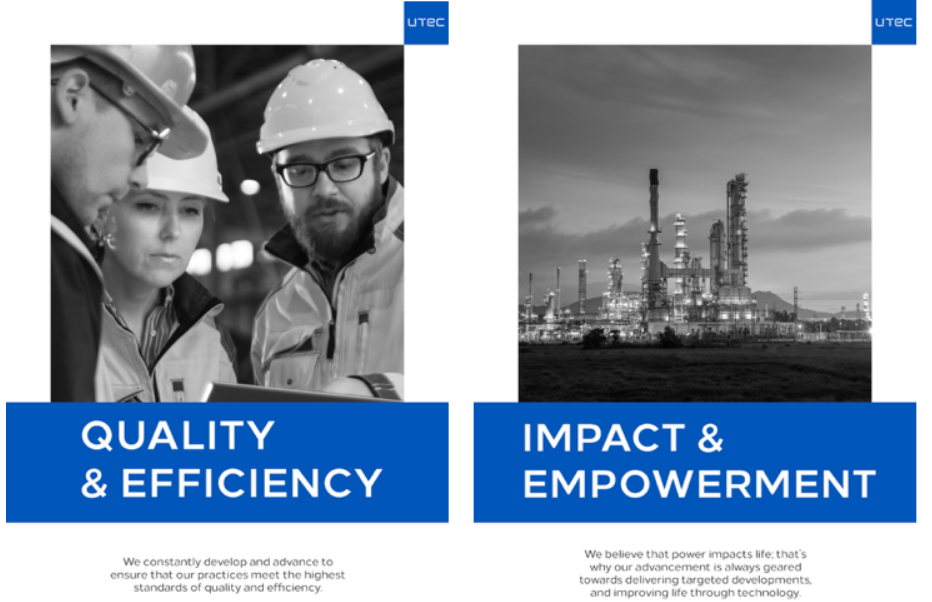 UTEC
QUALITY
& EFFICIENCY
We constantly develop and advance to
ensure that our practices meet the highest
standards of quality and efficiency.
UTEC
IMPACT &
EMPOWERMENT
We believe that power impacts life; that's
why our advancement is always geared
towards delivering targeted developments,
and improving life through technology.